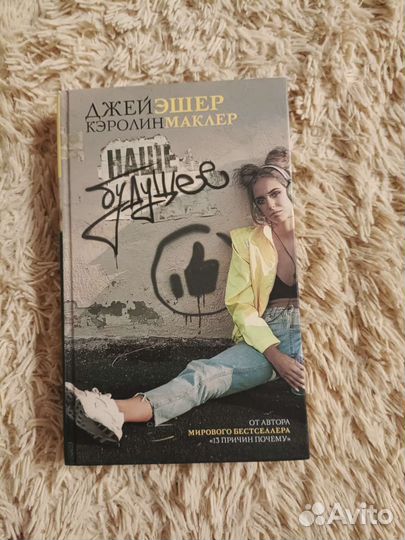 ДЖЕЙ ЭШЕР
КЭРОЛИН МАКЛЕР
НАШЕ
будущее
ОТ АВТОРА
МИРОВОГО БЕСТСЕЛЛЕРА
«13 ПРИЧИН ПОЧЕМУ»
Avito